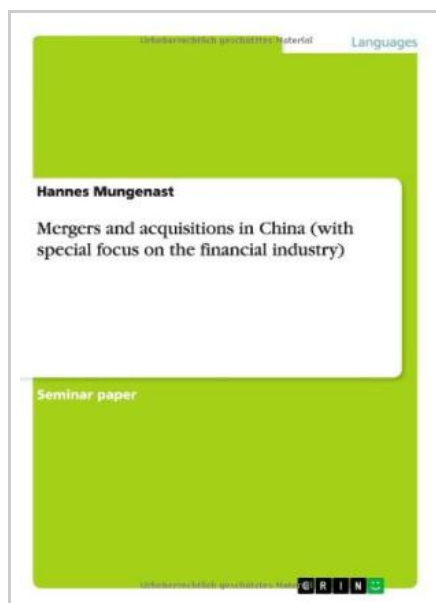 Urheberrechtlich geschütztes Material
Languages
Hannes Mungenast
Mergers and acquisitions in China (with
special focus on the financial industry)
Seminar paper
Urheberrechtlich geschütztes
GRIN